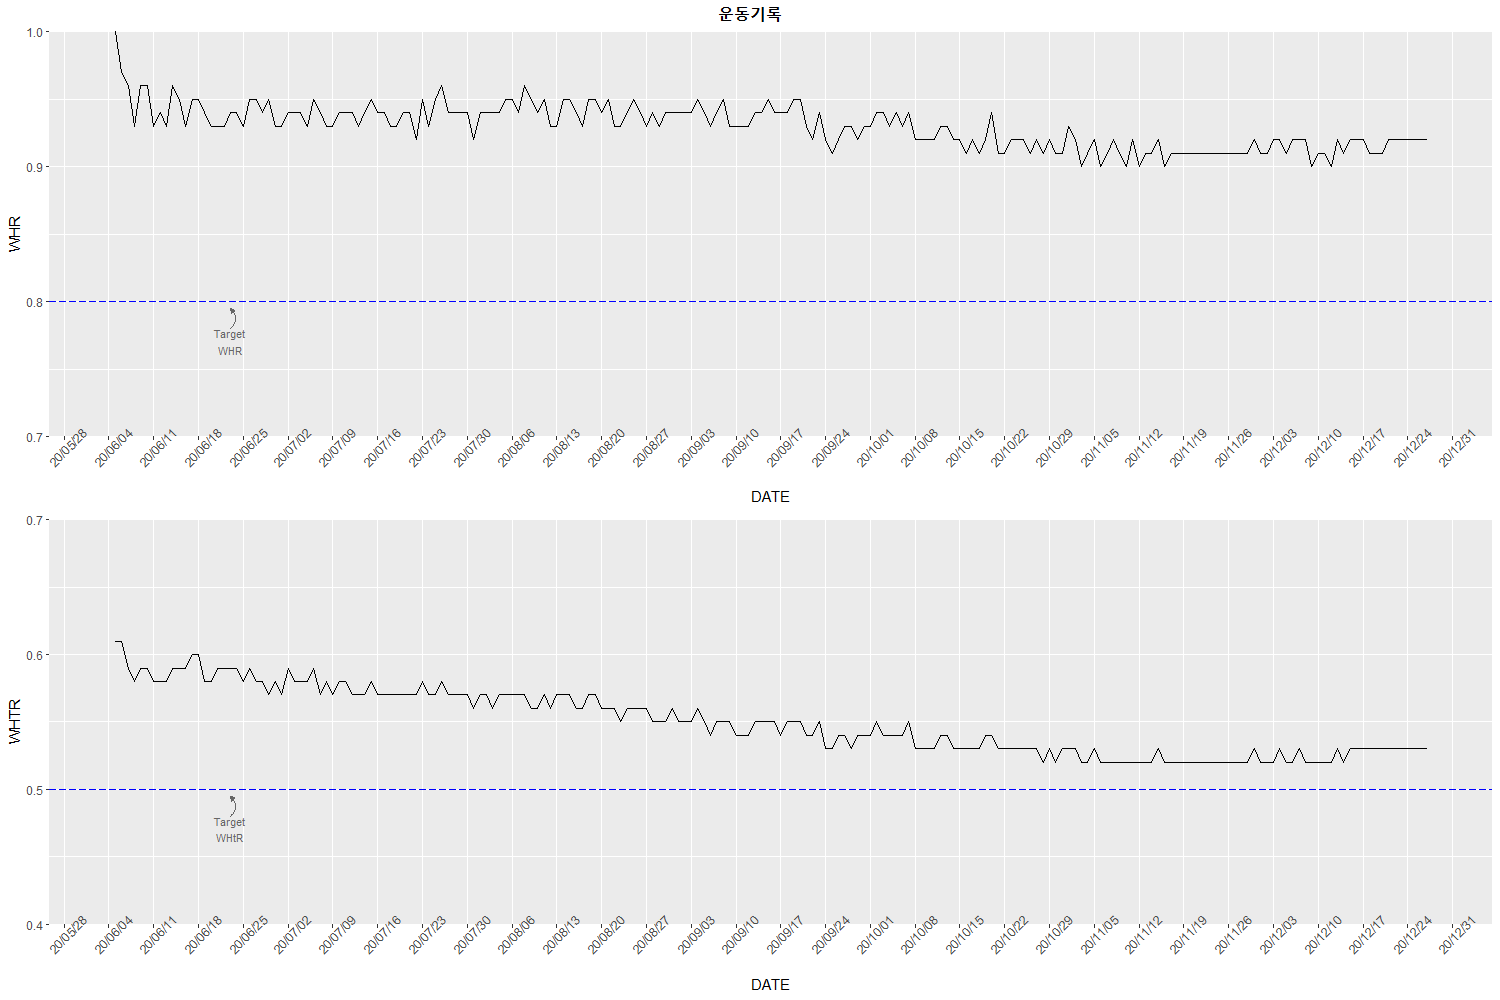 운동기록
1.0
0.9
0.8
0.7
WHR
Target
WHR
20/05/28 20/06/04 20/06/11 20/06/18 20/06/25 20/07/02 20/07/09 20/07/16 20/07/23 20/07/30 20/08/06 20/08/13 20/08/20 20/08/27 20/09/03 20/09/10 20/09/17 20/09/24 20/10/01 20/10/08 20/10/15 20/10/22 20/10/29 20/11/05 20/11/12 20/11/19 20/11/26 20/12/03 20/12/10 20/12/17 20/12/24 20/12/31
DATE
0.7
0.6
0.5
0.4
WHTR
Target
WHtR
20/05/28 20/06/04 20/06/11 20/06/18 20/06/25 20/07/02 20/07/09 20/07/16 20/07/23 20/07/30 20/08/06 20/08/13 20/08/20 20/08/27 20/09/03 20/09/10 20/09/17 20/09/24 20/10/01 20/10/08 20/10/15 20/10/22 20/10/29 20/11/05 20/11/12 20/11/19 20/11/26 20/12/03 20/12/10 20/12/17 20/12/24 20/12/31
DATE